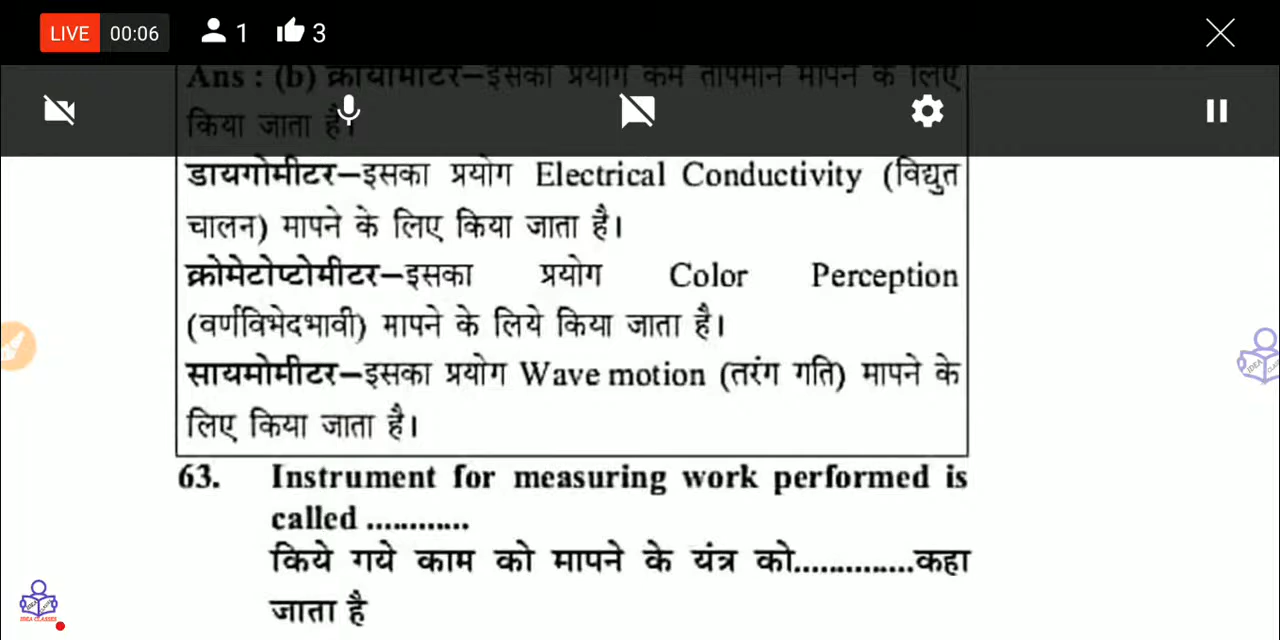 LIVE 00:06 1 3
Ans : (b) क्रायोमीटर–इसका प्रयोग कम तापमान मापने के लिए
किया जाता है।
डायगोमीटर–इसका प्रयोग Electrical Conductivity (विद्युत
चालन) मापने के लिए किया जाता है।
क्रोमेटोप्टोमीटर–इसका प्रयोग Color Perception
(वर्णविभेदभावी) मापने के लिये किया जाता है।
सायमोमीटर–इसका प्रयोग Wave motion (तरंग गति) मापने के
लिए किया जाता है।
63. Instrument for measuring work performed is
called ............
किये गये काम को मापने के यंत्र को..............कहा
जाता है
IDEA CLASSES